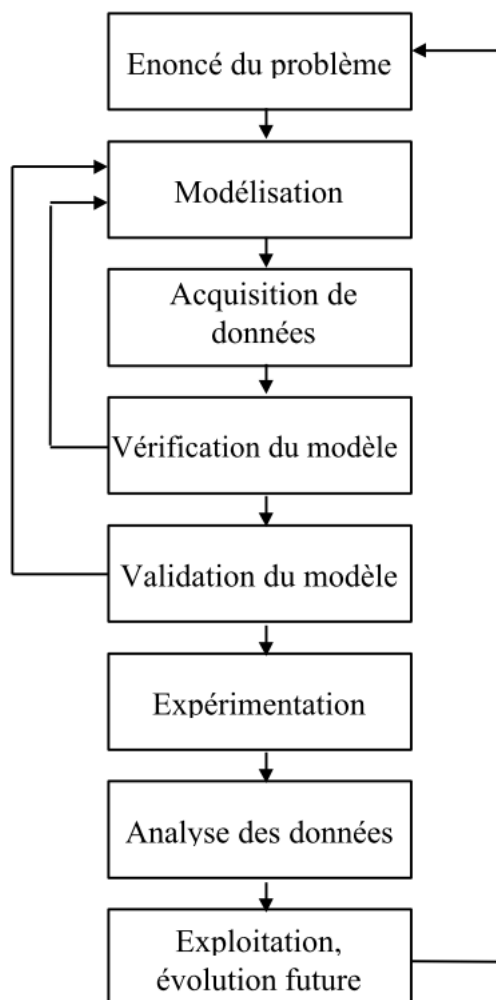 Enoncé du problème
Modélisation
Acquisition de
données
Vérification du modèle
Validation du modèle
Expérimentation
Analyse des données
Exploitation,
évolution future